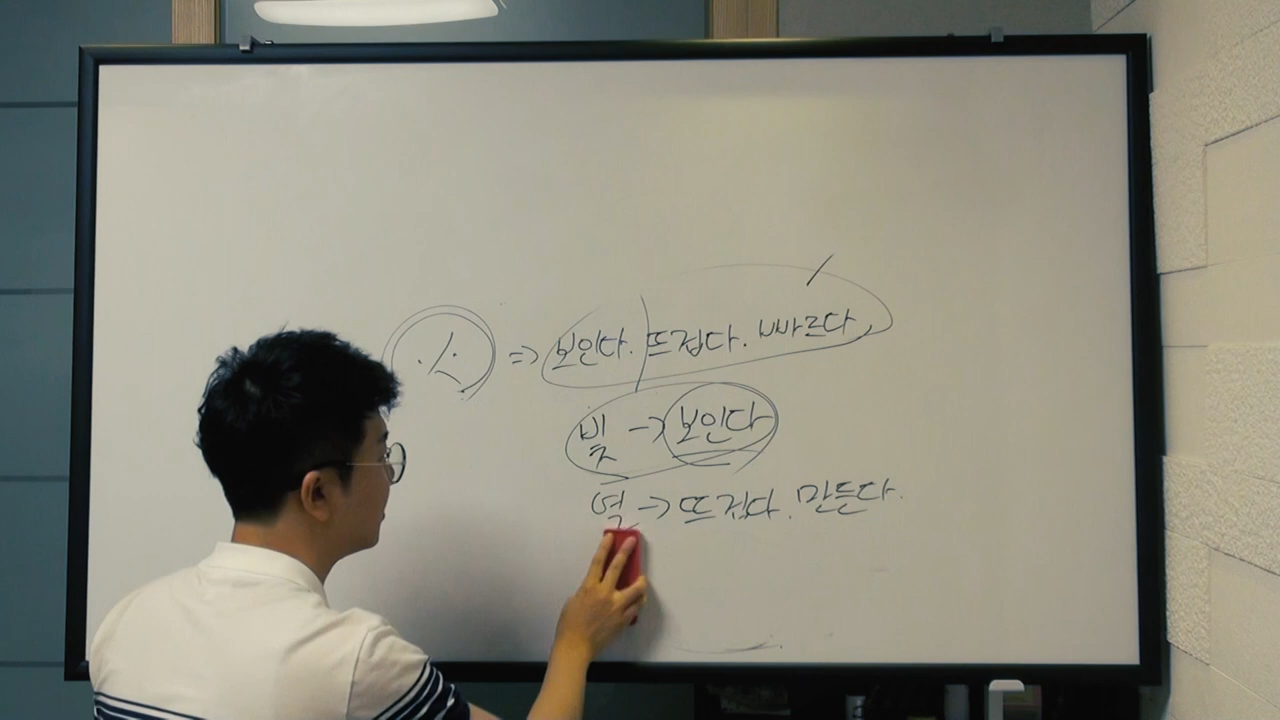 => 보인다. 뜨겁다. 빠르다
빛 -> 보인다
-> 뜨겁다. 만든다.